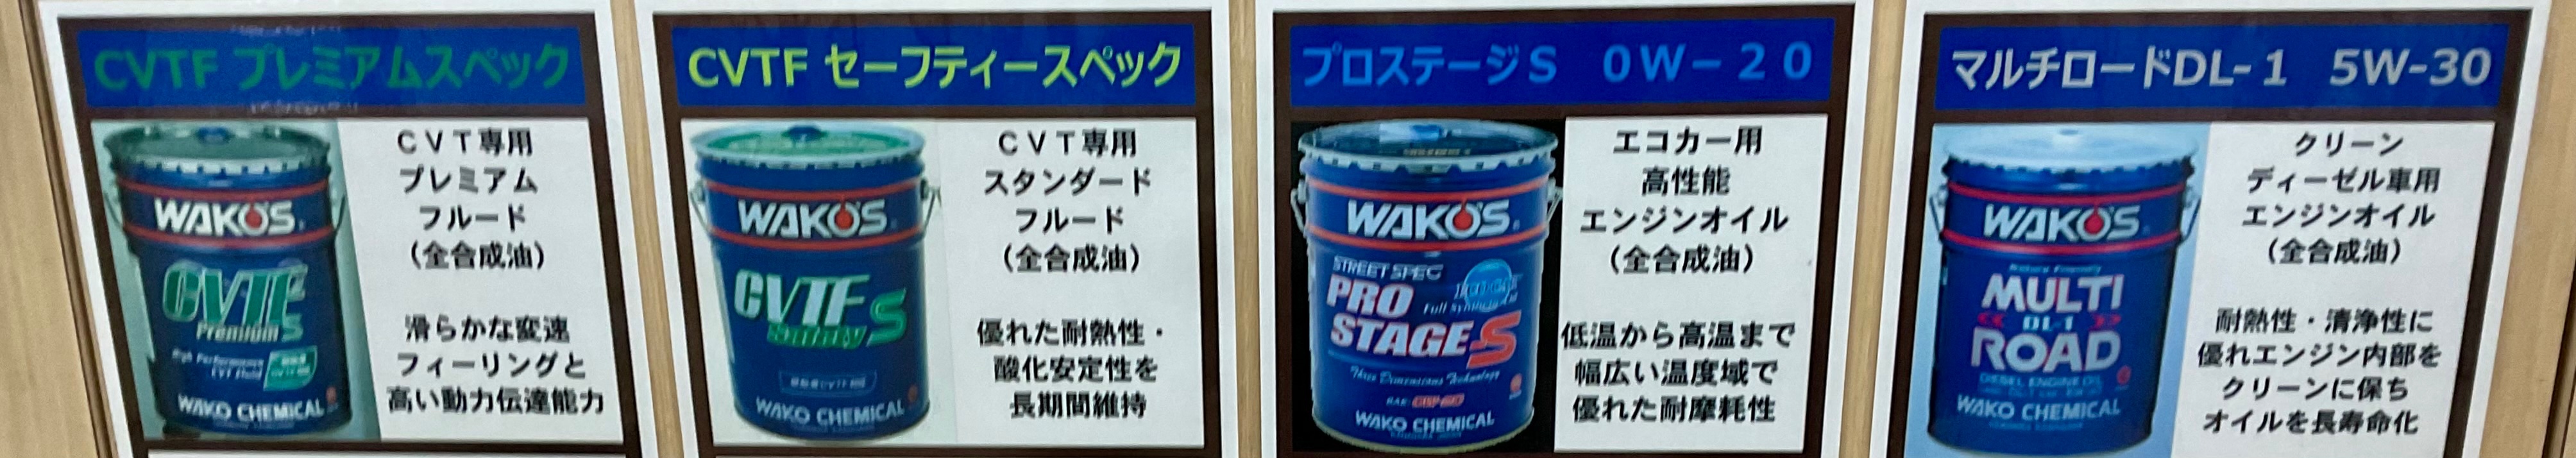 CVTF プレミアムスペック
WAKO'S
CVTF
Premium S
High Performance
CVT Fluid
WAKO CHEMICAL
CVT専用
プレミアム
フルード
(全合成油)
滑らかな変速
フィーリングと
高い動力伝達能力
CVTF セーフティースペック
WAKO'S
CVTF S
Safety
WAKO CHEMICAL
CVT専用
スタンダード
フルード
(全合成油)
優れた耐熱性・
酸化安定性を
長期間維持
プロステージS 0W-20
WAKO'S
STREET SPEC
PRO
Full Synthetic
STAGE S
Three Dimensions Technology
WAKO CHEMICAL
エコカー用
高性能
エンジンオイル
(全合成油)
低温から高温まで
幅広い温度域で
優れた耐摩耗性
マルチロードDL-1 5W-30
WAKO'S
MULTI
DL-1
ROAD
DIESEL ENGINE OIL
WAKO CHEMICAL
クリーン
ディーゼル車用
エンジンオイル
(全合成油)
耐熱性・清浄性に
優れエンジン内部を
クリーンに保ち
オイルを長寿命化